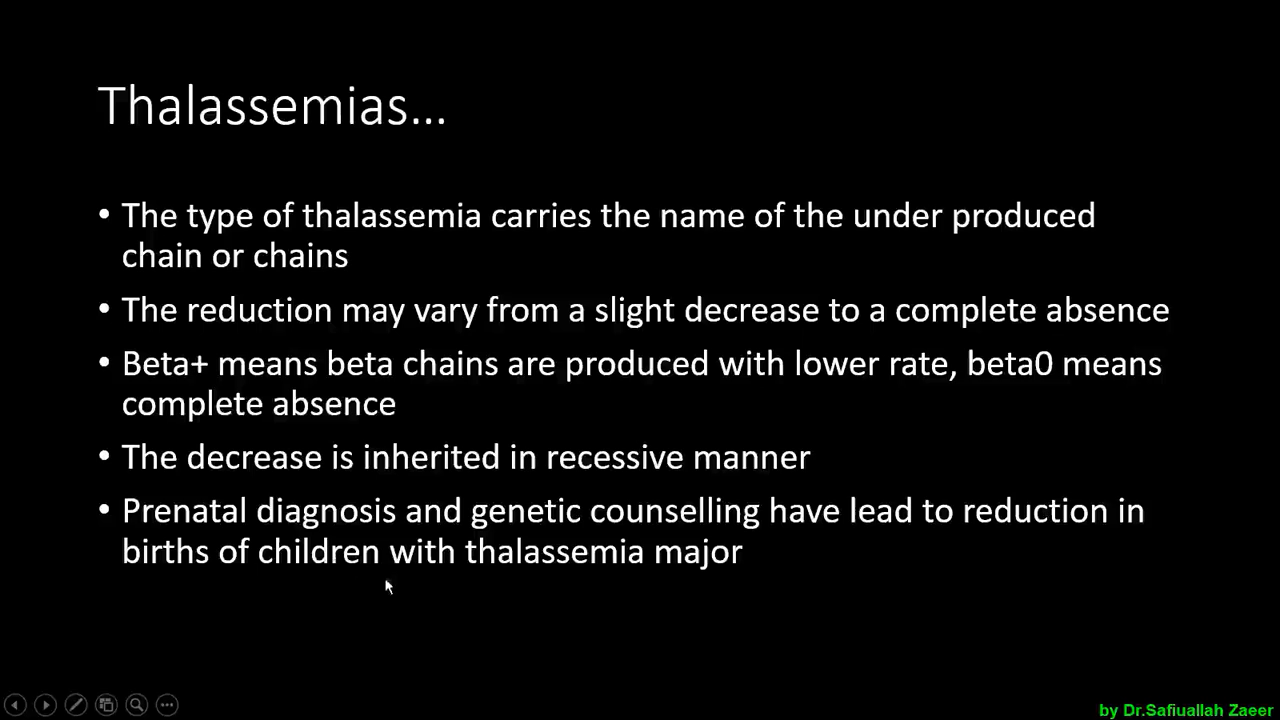 Thalassemias...
• The type of thalassemia carries the name of the under produced
chain or chains
• The reduction may vary from a slight decrease to a complete absence
• Beta+ means beta chains are produced with lower rate, beta0 means
complete absence
• The decrease is inherited in recessive manner
• Prenatal diagnosis and genetic counselling have lead to reduction in
births of children with thalassemia major
by Dr.Safiuallah Zaeer